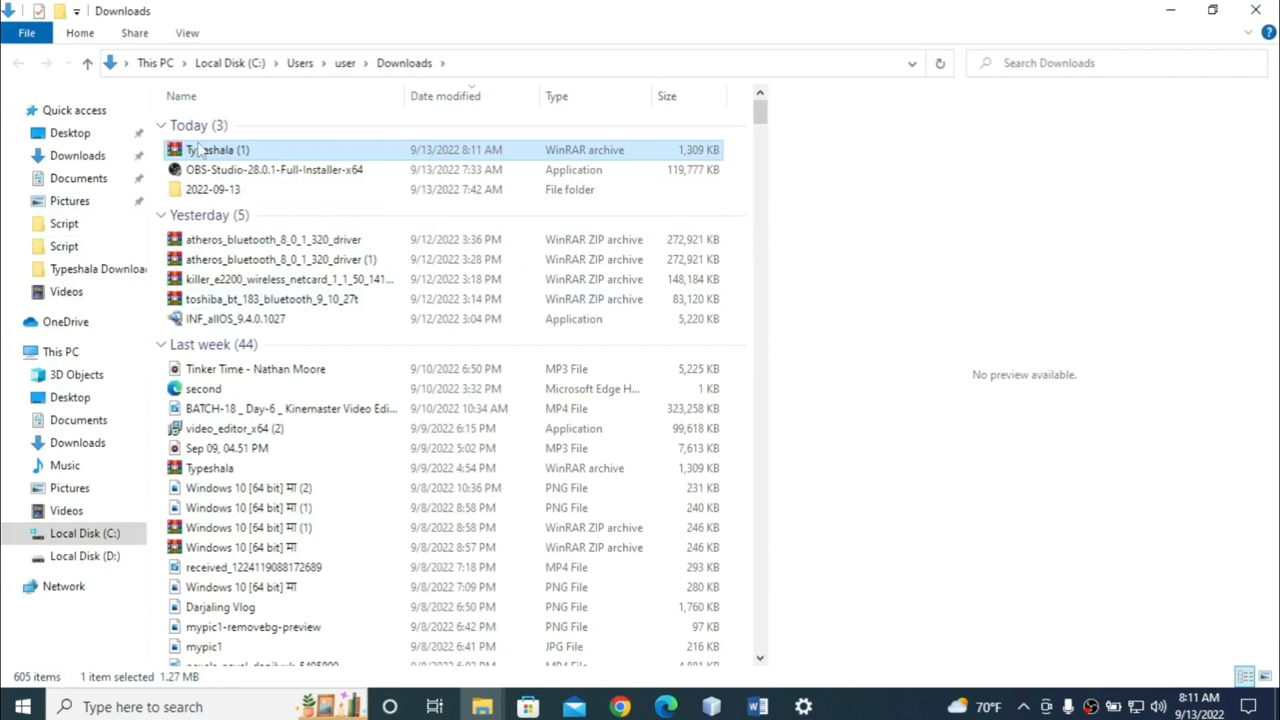 Downloads
File Home Share View
This PC Local Disk (C:) Users user Downloads
Search Downloads
Name Date modified Type Size
Quick access
Desktop
Downloads
Documents
Pictures
Script
Script
Typeshala Downloa
Videos
OneDrive
This PC
3D Objects
Desktop
Documents
Downloads
Music
Pictures
Videos
Local Disk (C:)
Local Disk (D:)
Network
Today (3)
Typeshala (1) 9/13/2022 8:11 AM WinRAR archive 1,309 KB
OBS-Studio-28.0.1-Full-Installer-x64 9/13/2022 7:33 AM Application 119,777 KB
2022-09-13 9/13/2022 7:42 AM File folder
Yesterday (5)
atheros_bluetooth_8_0_1_320_driver 9/12/2022 3:36 PM WinRAR ZIP archive 272,921 KB
atheros_bluetooth_8_0_1_320_driver (1) 9/12/2022 3:28 PM WinRAR ZIP archive 272,921 KB
killer_e2200_wireless_netcard_1_1_50_141... 9/12/2022 3:18 PM WinRAR ZIP archive 148,184 KB
toshiba_bt_183_bluetooth_9_10_27t 9/12/2022 3:14 PM WinRAR ZIP archive 83,120 KB
INF_allOS_9.4.0.1027 9/12/2022 3:04 PM Application 5,220 KB
Last week (44)
Tinker Time - Nathan Moore 9/10/2022 6:50 PM MP3 File 5,225 KB
second 9/10/2022 3:32 PM Microsoft Edge H... 1 KB
BATCH-18 _ Day-6 _ Kinemaster Video Edi... 9/10/2022 10:34 AM MP4 File 323,258 KB
video_editor_x64 (2) 9/9/2022 6:15 PM Application 99,618 KB
Sep 09, 04.51 PM 9/9/2022 5:02 PM MP3 File 7,613 KB
Typeshala 9/9/2022 4:54 PM WinRAR archive 1,309 KB
Windows 10 [64 bit] मा (2) 9/8/2022 10:36 PM PNG File 231 KB
Windows 10 [64 bit] मा (1) 9/8/2022 8:58 PM PNG File 240 KB
Windows 10 [64 bit] मा (1) 9/8/2022 8:58 PM WinRAR ZIP archive 246 KB
Windows 10 [64 bit] मा 9/8/2022 8:57 PM WinRAR ZIP archive 246 KB
received_1224119088172689 9/8/2022 7:18 PM MP4 File 293 KB
Windows 10 [64 bit] मा 9/8/2022 7:09 PM PNG File 280 KB
Darjaling Vlog 9/8/2022 6:50 PM PNG File 1,760 KB
mypic1-removebg-preview 9/8/2022 6:42 PM PNG File 97 KB
mypic1 9/8/2022 6:41 PM JPG File 216 KB
No preview available.
605 items 1 item selected 1.27 MB
Type here to search
70°F
8:11 AM
9/13/2022